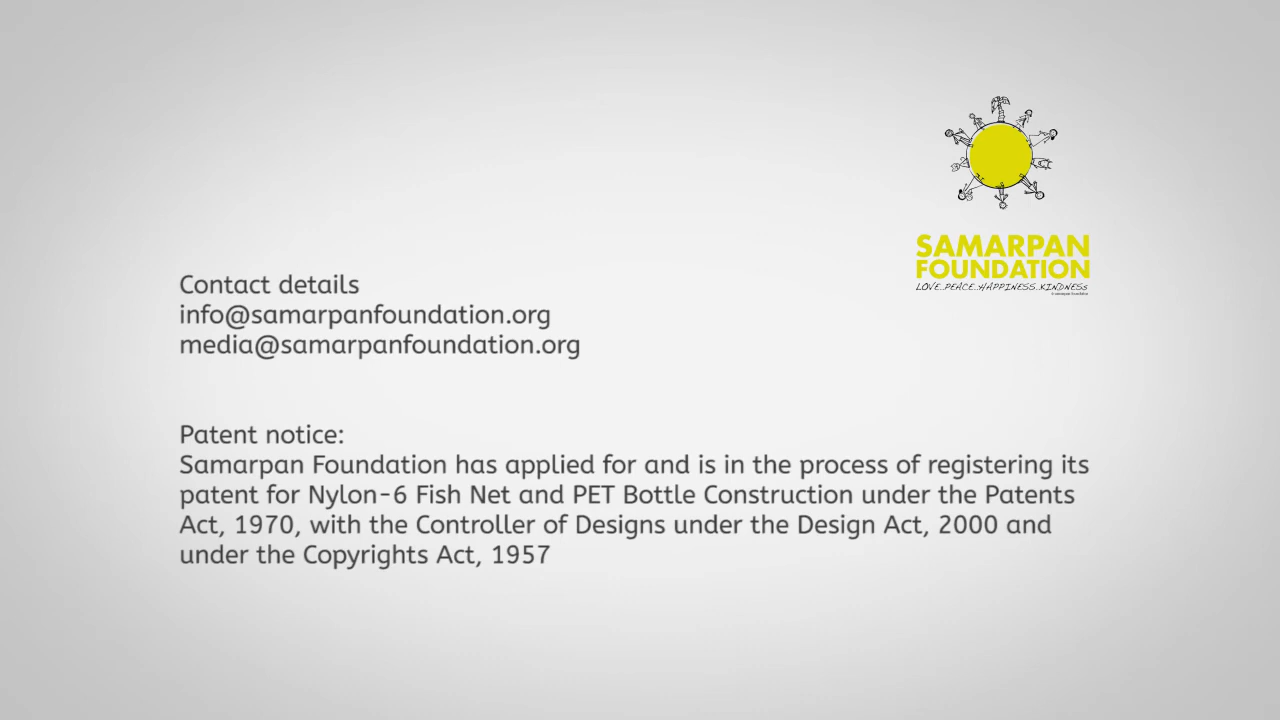 SAMARPAN
FOUNDATION
LOVE..PEACE..HAPPINESS..KINDNESS
© samarpan foundation
Contact details
info@samarpanfoundation.org
media@samarpanfoundation.org
Patent notice:
Samarpan Foundation has applied for and is in the process of registering its
patent for Nylon-6 Fish Net and PET Bottle Construction under the Patents
Act, 1970, with the Controller of Designs under the Design Act, 2000 and
under the Copyrights Act, 1957